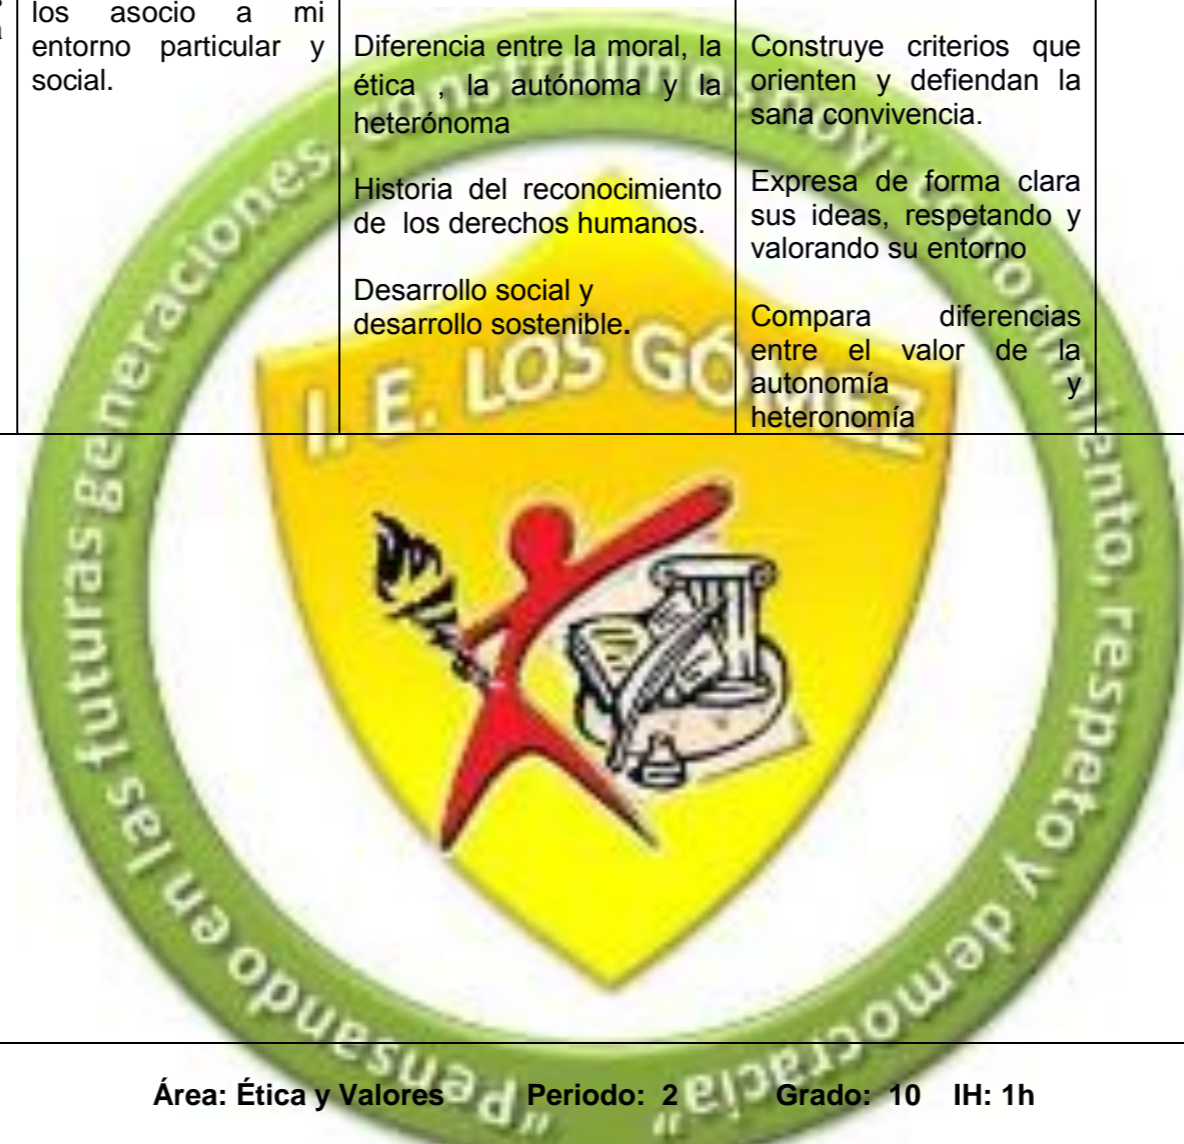 los asocio a mi
entorno particular y
social.
Diferencia entre la moral, la
ética , la autónoma y la
heterónoma
Historia del reconocimiento
de los derechos humanos.
Desarrollo social y
desarrollo sostenible.
Construye criterios que
orienten y defiendan la
sana convivencia.
Expresa de forma clara
sus ideas, respetando y
valorando su entorno
Compara diferencias
entre el valor de la
autonomía y
heteronomía
I. E. LOS GÓMEZ
"Pensando en las futuras generaciones, respeto y democracia"
Área: Ética y Valores Periodo: 2 Grado: 10 IH: 1h